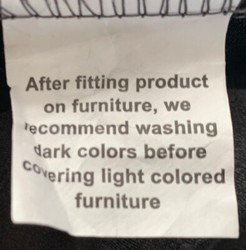 After fitting product
on furniture, we
recommend washing
dark colors before
covering light colored
furniture